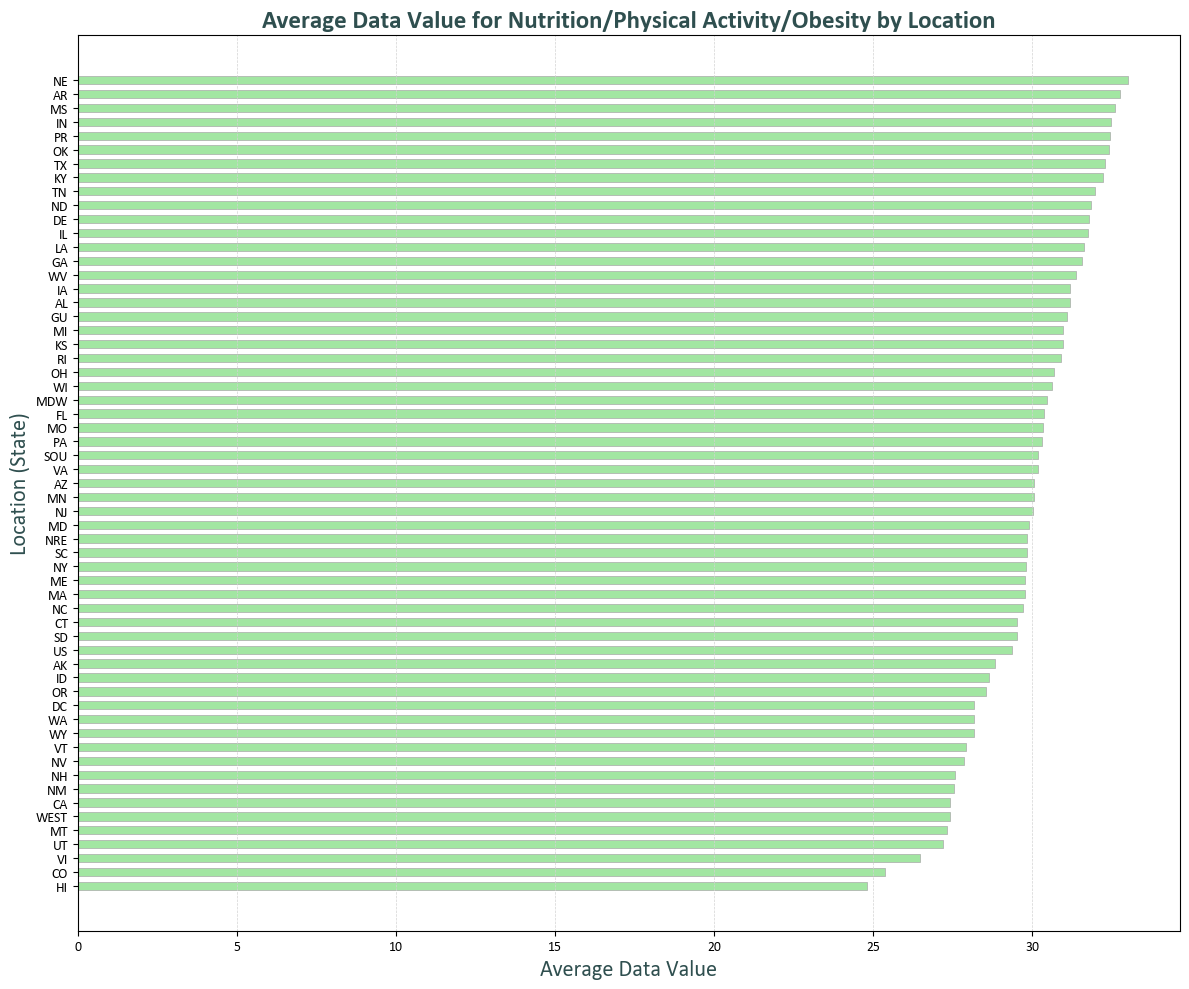 Average Data Value for Nutrition/Physical Activity/Obesity by Location
NE
AR
MS
IN
PR
OK
TX
KY
TN
ND
DE
IL
LA
GA
WV
IA
AL
GU
MI
KS
RI
OH
WI
MDW
FL
MO
PA
SOU
VA
AZ
MN
NJ
MD
NRE
SC
NY
ME
MA
NC
CT
SD
US
AK
ID
OR
DC
WA
WY
VT
NV
NH
NM
CA
WEST
MT
UT
VI
CO
HI
Location (State)
0 5 10 15 20 25 30
Average Data Value